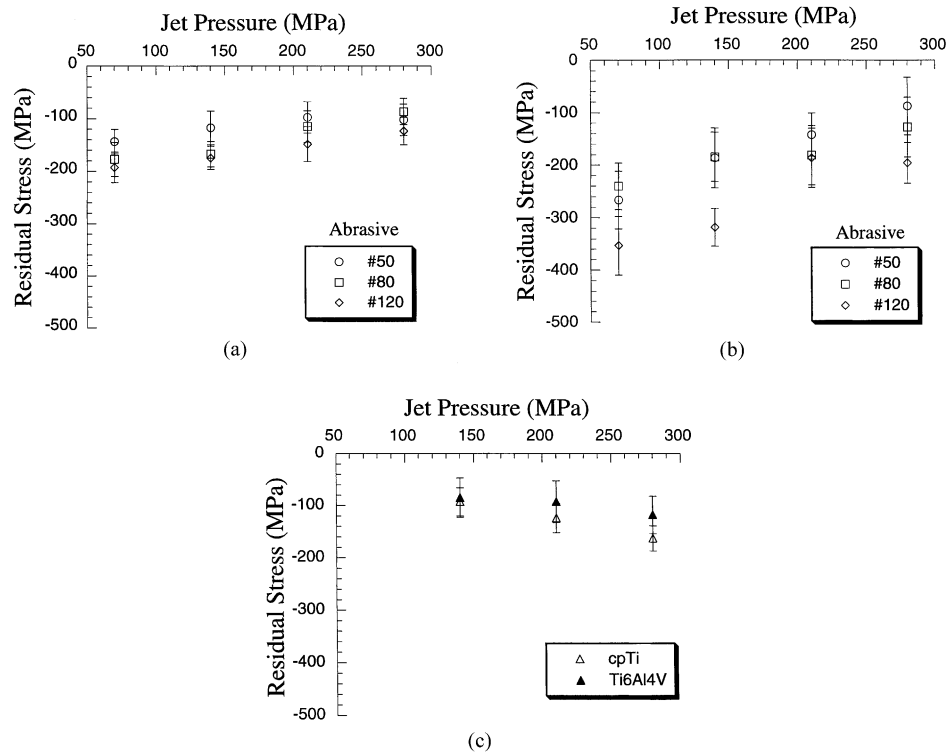 Jet Pressure (MPa)
50 100 150 200 250 300
0
-100
-200
-300
-400
-500
Residual Stress (MPa)
Abrasive
#50
#80
#120
(a)
Jet Pressure (MPa)
50 100 150 200 250 300
0
-100
-200
-300
-400
-500
Residual Stress (MPa)
Abrasive
#50
#80
#120
(b)
Jet Pressure (MPa)
50 100 150 200 250 300
0
-100
-200
-300
-400
-500
Residual Stress (MPa)
cpTi
Ti6Al4V
(c)